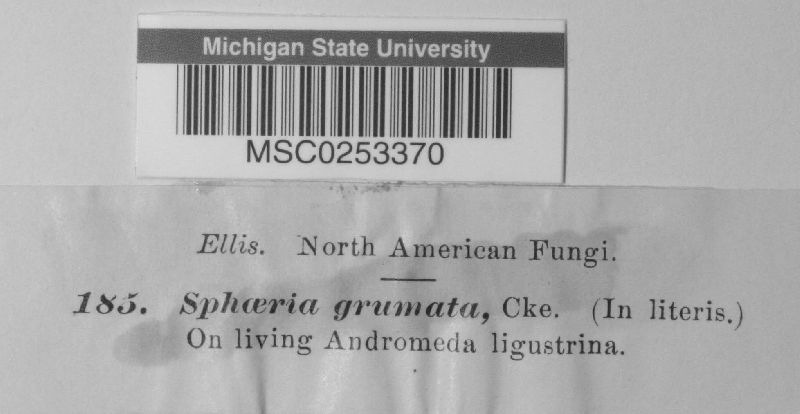 Michigan State University
MSC0253370
Ellis. North American Fungi.
185. Sphæria grumata, Cke. (In literis.)
On living Andromeda ligustrina.